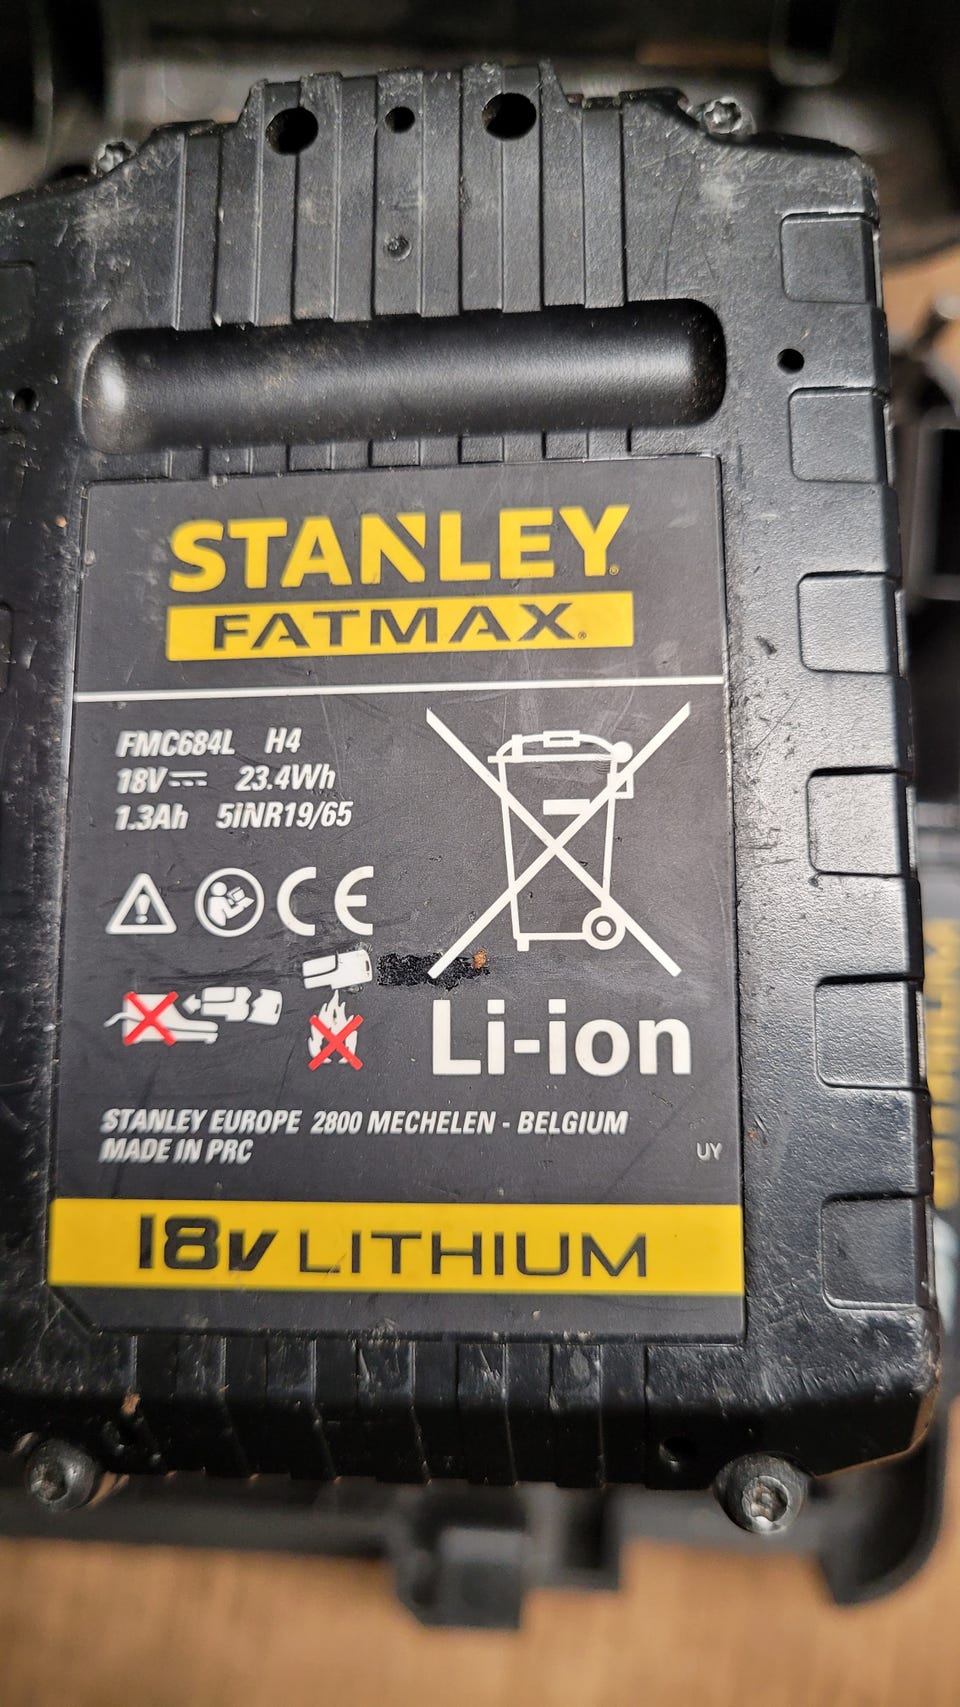 STANLEY®
FATMAX®
FMC684L H4
18V⎓ 23.4Wh
1.3Ah 5INR19/65
CE
Li-ion
STANLEY EUROPE 2800 MECHELEN - BELGIUM
MADE IN PRC
UY
18V LITHIUM